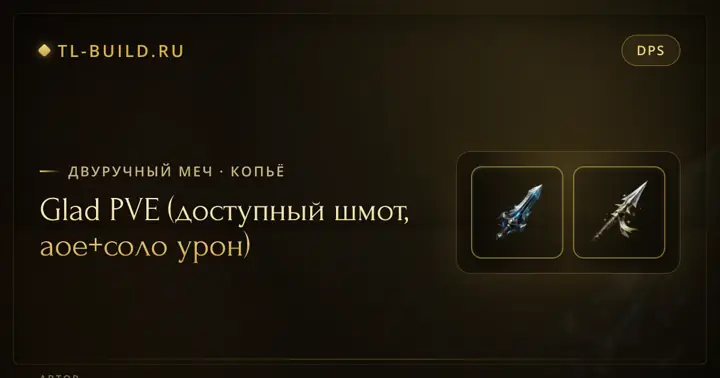 TL-BUILD.RU
DPS
ДВУРУЧНЫЙ МЕЧ · КОПЬЁ
Glad PVE (доступный шмот,
аое+соло урон)